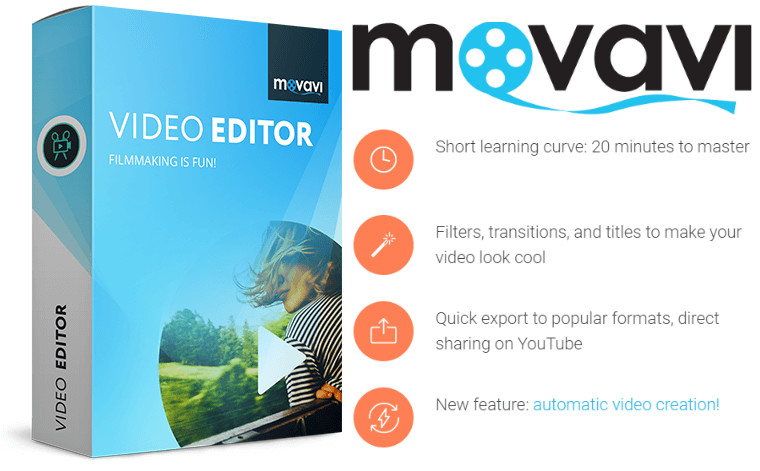 movavi
VIDEO EDITOR
FILMMAKING IS FUN!
VIDEO EDITOR
movavi
Short learning curve: 20 minutes to master
Filters, transitions, and titles to make your
video look cool
Quick export to popular formats, direct
sharing on YouTube
New feature: automatic video creation!